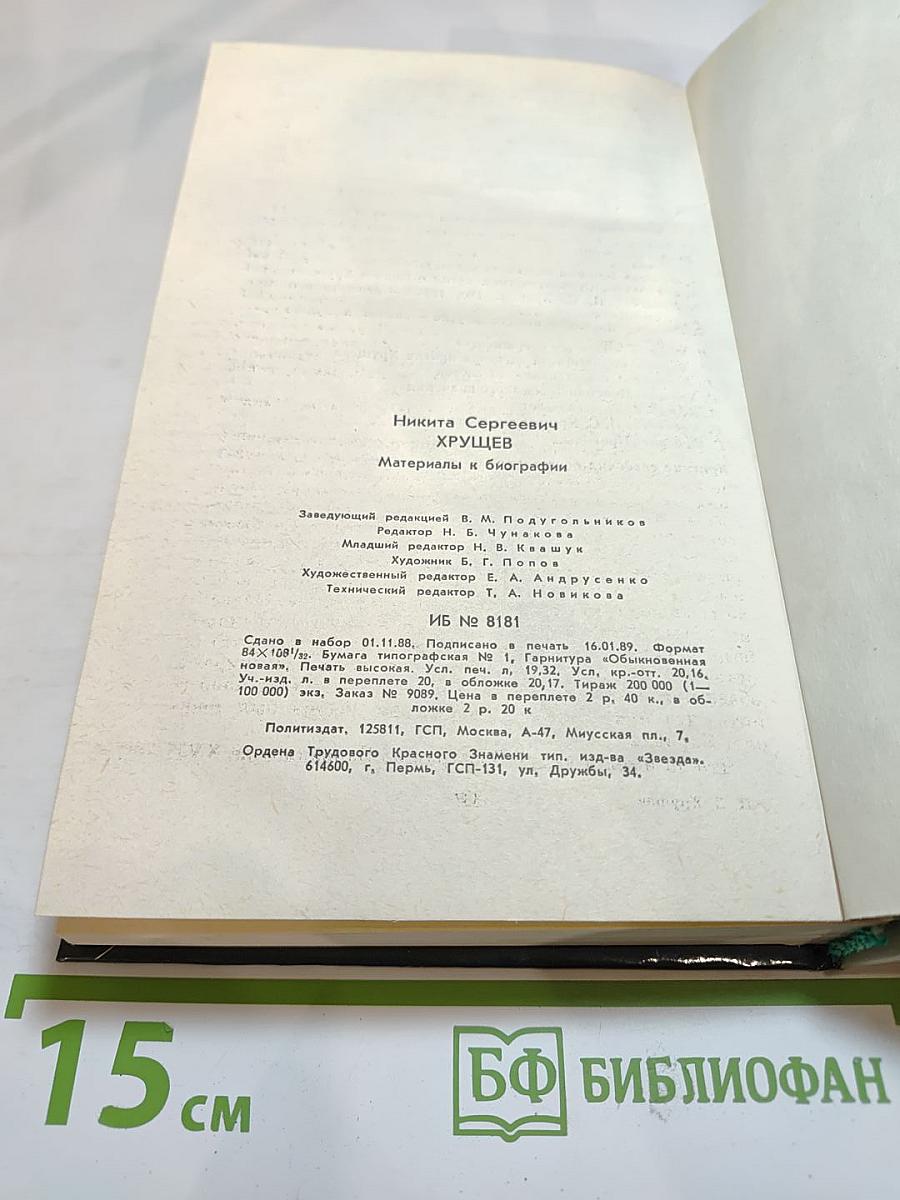 Никита Сергеевич
ХРУЩЕВ
Материалы к биографии
Заведующий редакцией В. М. Подугольников
Редактор Н. Б. Чунакова
Младший редактор Н. В. Квашук
Художник Б. Г. Попов
Художественный редактор Е. А. Андрусенко
Технический редактор Т. А. Новикова
ИБ № 8181
Сдано в набор 01.11.88. Подписано в печать 16.01.89. Формат
84×108¹/₃₂. Бумага типографская № 1. Гарнитура «Обыкновенная
новая». Печать высокая. Усл. печ. л. 19,32. Усл. кр.-отт. 20,16.
Уч.-изд. л. в переплете 20, в обложке 20,17. Тираж 200 000 (1—
100 000) экз. Заказ № 9089. Цена в переплете 2 р. 40 к., в об-
ложке 2 р. 20 к
Политиздат. 125811, ГСП, Москва, А-47, Миусская пл., 7.
Ордена Трудового Красного Знамени тип. изд-ва «Звезда».
614600, г. Пермь, ГСП-131, ул. Дружбы, 34.
15 см
БФ БИБЛИОФАН